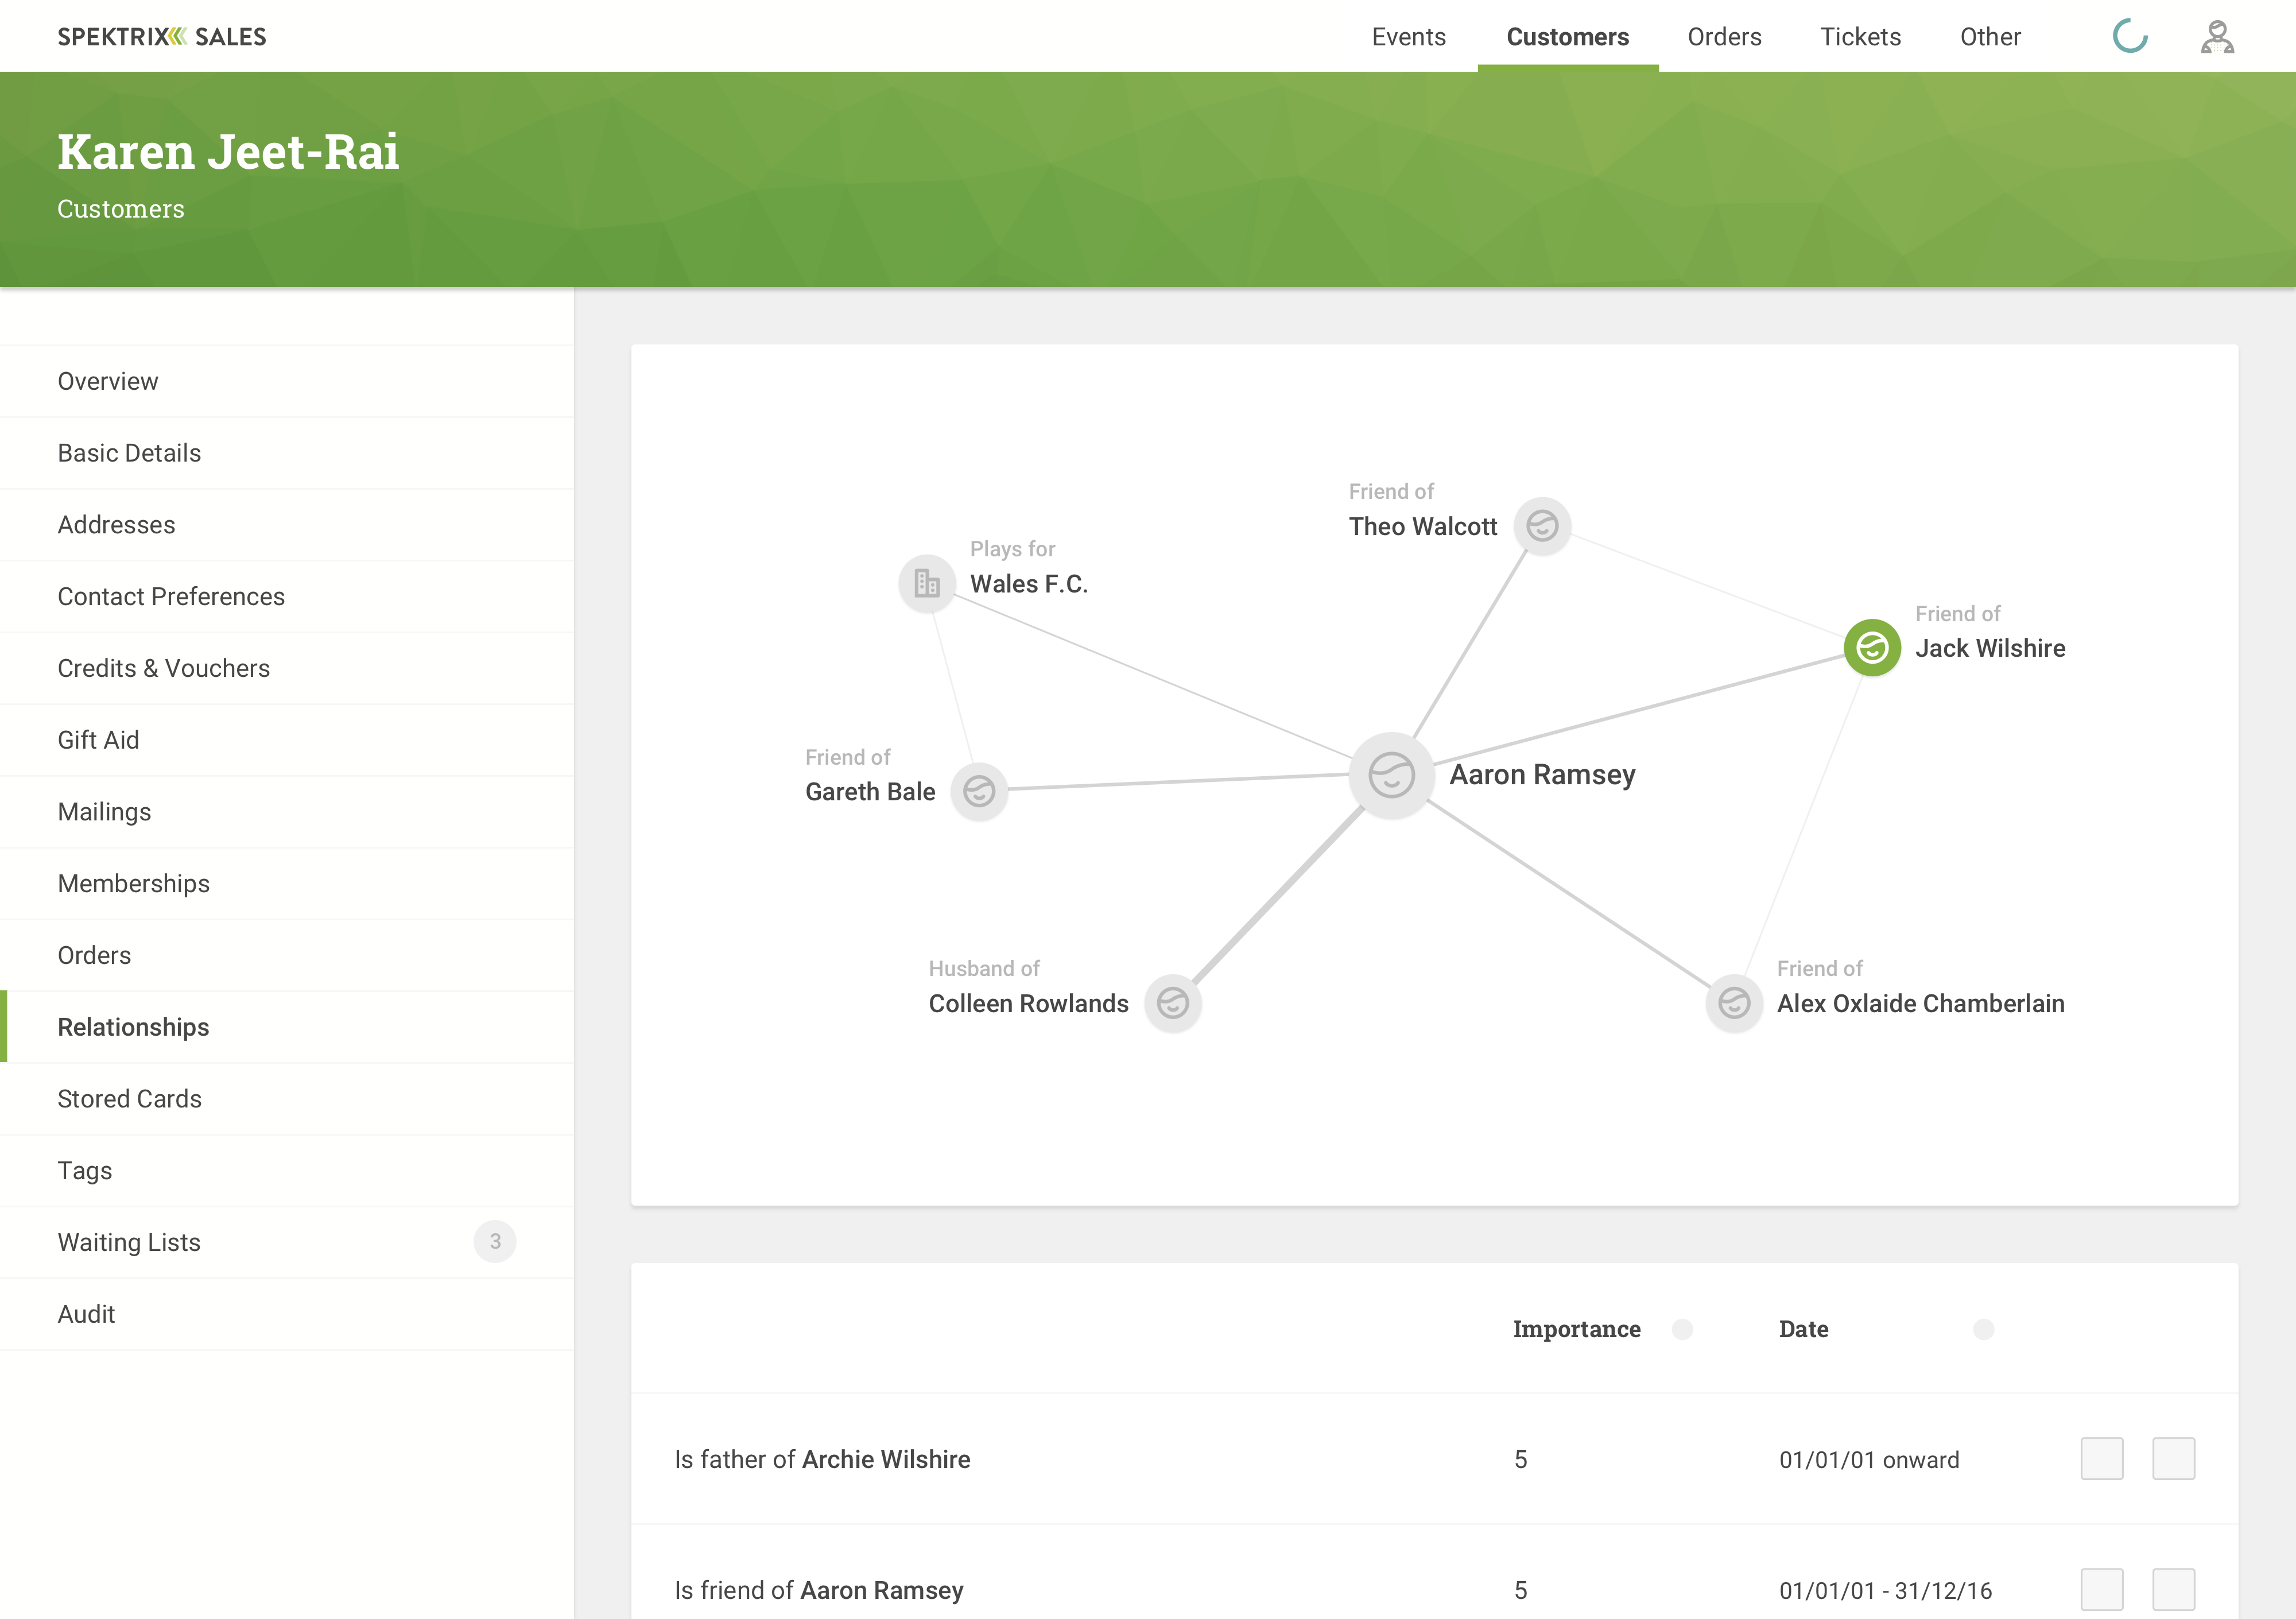 SPEKTRIX SALES
Events
Customers
Orders
Tickets
Other
Karen Jeet-Rai
Customers
Overview
Basic Details
Addresses
Contact Preferences
Credits & Vouchers
Gift Aid
Mailings
Memberships
Orders
Relationships
Stored Cards
Tags
Waiting Lists 3
Audit
Friend of
Theo Walcott
Plays for
Wales F.C.
Friend of
Jack Wilshire
Friend of
Gareth Bale
Aaron Ramsey
Husband of
Colleen Rowlands
Friend of
Alex Oxlaide Chamberlain
Importance Date
Is father of Archie Wilshire 5 01/01/01 onward
Is friend of Aaron Ramsey 5 01/01/01 - 31/12/16